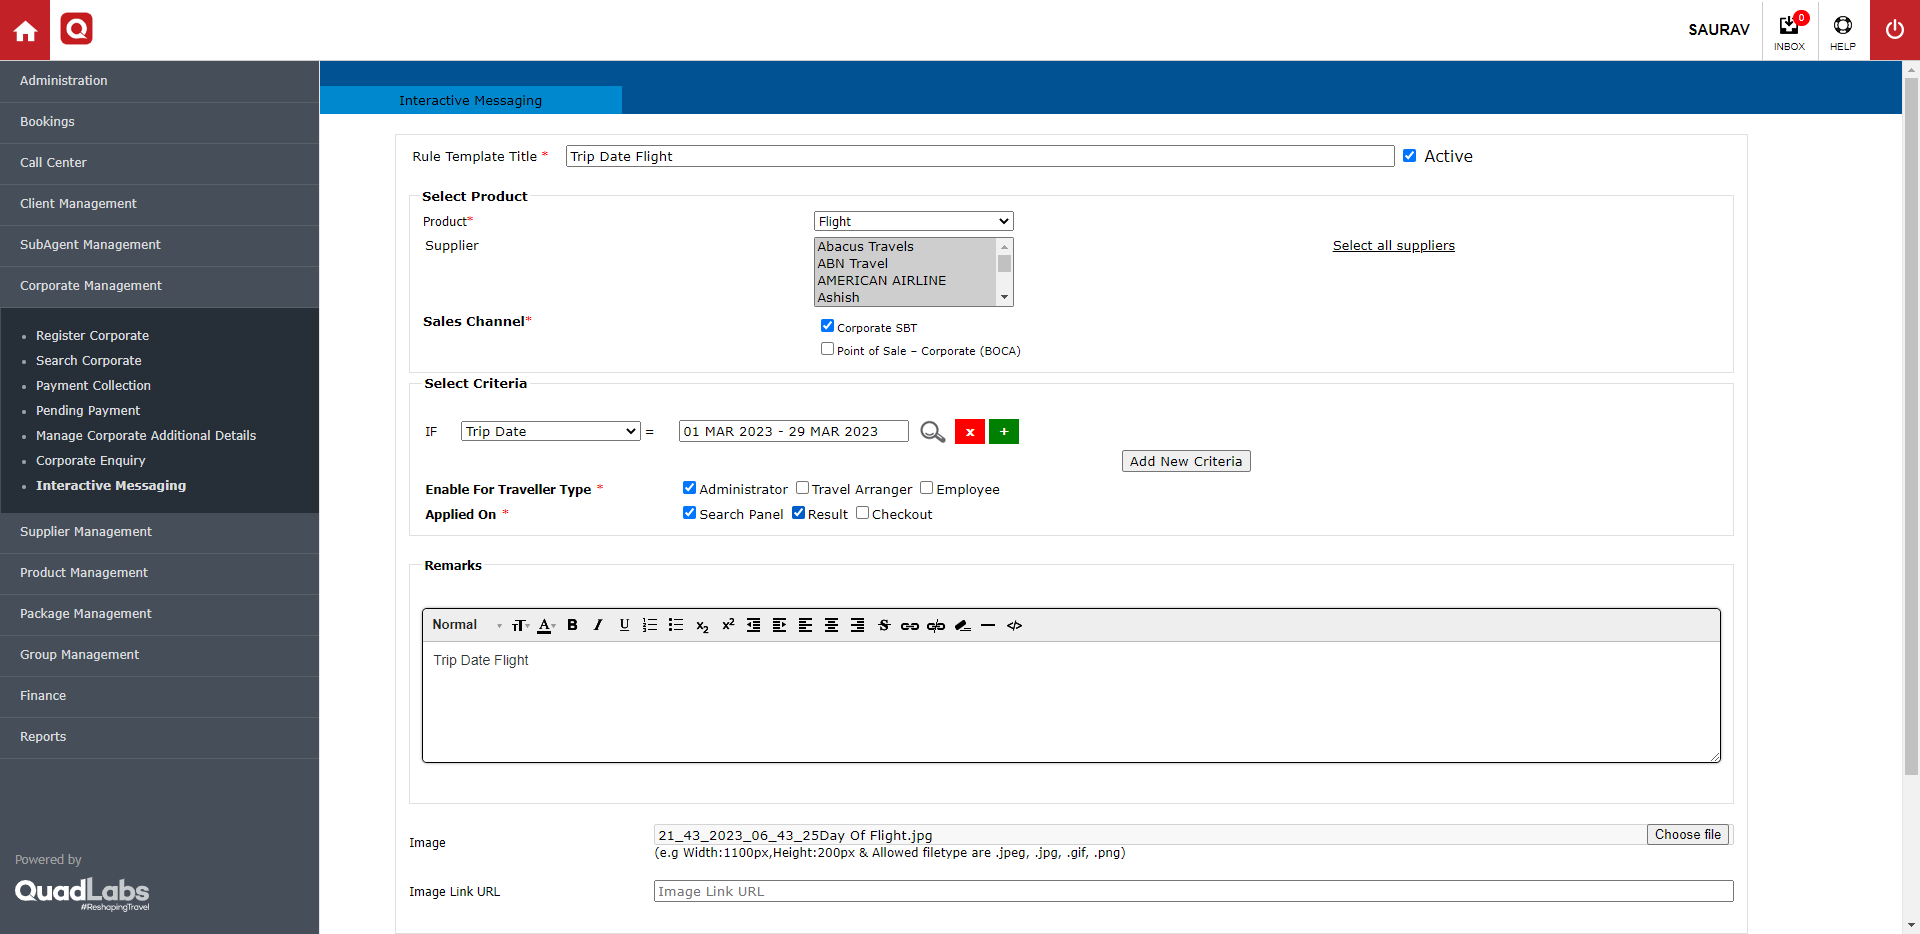 SAURAV
0
INBOX
HELP
Administration
Bookings
Call Center
Client Management
SubAgent Management
Corporate Management
Register Corporate
Search Corporate
Payment Collection
Pending Payment
Manage Corporate Additional Details
Corporate Enquiry
Interactive Messaging
Supplier Management
Product Management
Package Management
Group Management
Finance
Reports
Powered by
QuadLabs
#ReshapingTravel
Interactive Messaging
Rule Template Title * Trip Date Flight Active
Select Product
Product* Flight
Supplier Abacus Travels Select all suppliers
ABN Travel
AMERICAN AIRLINE
Ashish
Sales Channel*
Corporate SBT
Point of Sale – Corporate (BOCA)
Select Criteria
IF Trip Date = 01 MAR 2023 - 29 MAR 2023 x +
Add New Criteria
Enable For Traveller Type * Administrator Travel Arranger Employee
Applied On * Search Panel Result Checkout
Remarks
Normal
Trip Date Flight
Image 21_43_2023_06_43_25Day Of Flight.jpg Choose file
(e.g Width:1100px,Height:200px & Allowed filetype are .jpeg, .jpg, .gif, .png)
Image Link URL Image Link URL